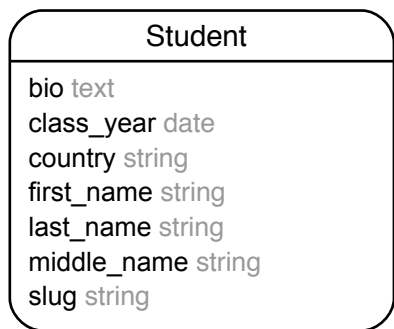 Student
bio text
class_year date
country string
first_name string
last_name string
middle_name string
slug string